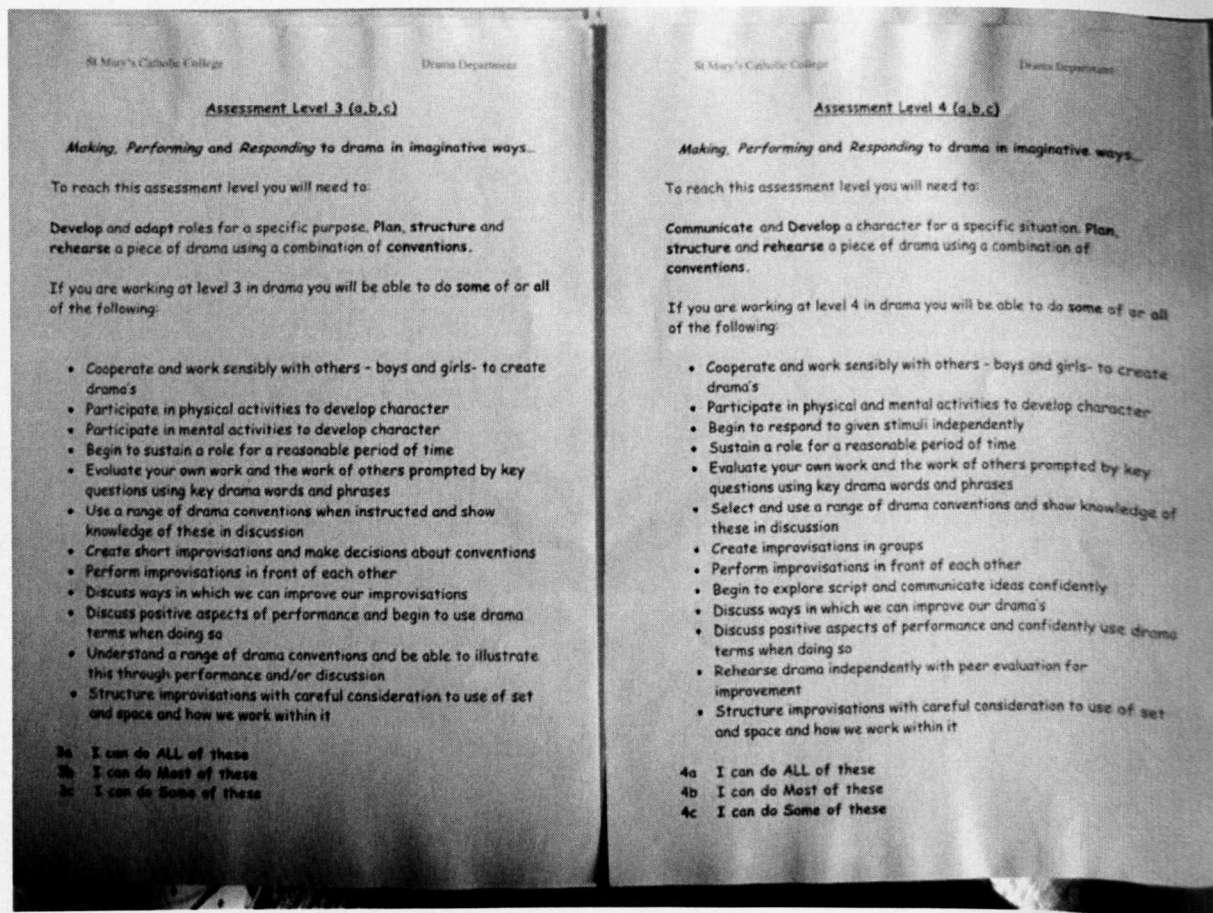 St Mary's Catholic College
Drama Department
Assessment Level 3 (a,b,c)
Making, Performing and Responding to drama in imaginative ways...
To reach this assessment level you will need to:
Develop and adapt roles for a specific purpose. Plan, structure and
rehearse a piece of drama using a combination of conventions.
If you are working at level 3 in drama you will be able to do some of or all
of the following:
• Cooperate and work sensibly with others - boys and girls- to create
drama's
• Participate in physical activities to develop character
• Participate in mental activities to develop character
• Begin to sustain a role for a reasonable period of time
• Evaluate your own work and the work of others prompted by key
questions using key drama words and phrases
• Use a range of drama conventions when instructed and show
knowledge of these in discussion
• Create short improvisations and make decisions about conventions
• Perform improvisations in front of each other
• Discuss ways in which we can improve our improvisations
• Discuss positive aspects of performance and begin to use drama
terms when doing so
• Understand a range of drama conventions and be able to illustrate
this through performance and/or discussion
• Structure improvisations with careful consideration to use of set
and space and how we work within it
3a I can do ALL of these
3b I can do Most of these
3c I can do Some of these
St Mary's Catholic College
Drama Department
Assessment Level 4 (a,b,c)
Making, Performing and Responding to drama in imaginative ways...
To reach this assessment level you will need to:
Communicate and Develop a character for a specific situation. Plan,
structure and rehearse a piece of drama using a combination of
conventions.
If you are working at level 4 in drama you will be able to do some of or all
of the following:
• Cooperate and work sensibly with others - boys and girls- to create
drama's
• Participate in physical and mental activities to develop character
• Begin to respond to given stimuli independently
• Sustain a role for a reasonable period of time
• Evaluate your own work and the work of others prompted by key
questions using key drama words and phrases
• Select and use a range of drama conventions and show knowledge of
these in discussion
• Create improvisations in groups
• Perform improvisations in front of each other
• Begin to explore script and communicate ideas confidently
• Discuss ways in which we can improve our drama's
• Discuss positive aspects of performance and confidently use drama
terms when doing so
• Rehearse drama independently with peer evaluation for
improvement
• Structure improvisations with careful consideration to use of set
and space and how we work within it
4a I can do ALL of these
4b I can do Most of these
4c I can do Some of these